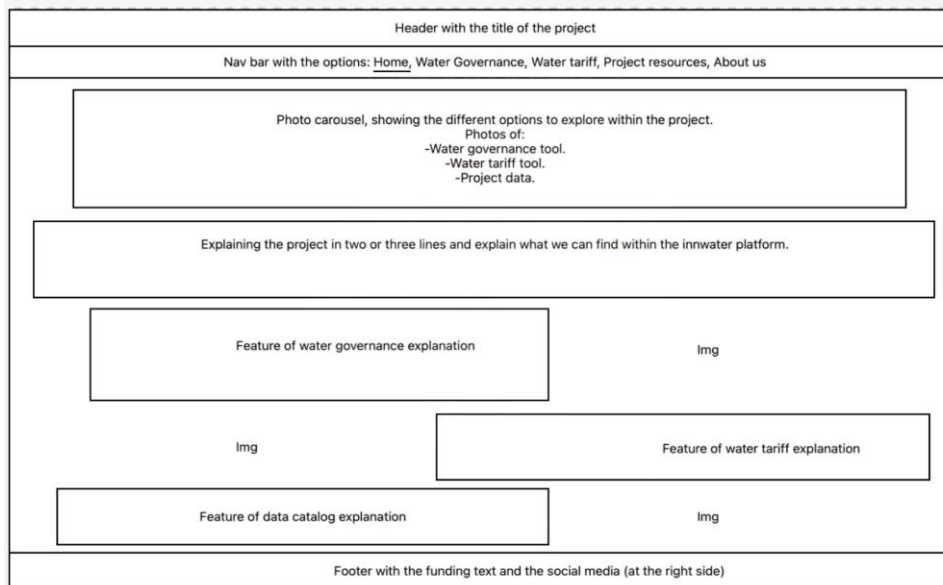 Header with the title of the project
Nav bar with the options: Home, Water Governance, Water tariff, Project resources, About us
Photo carousel, showing the different options to explore within the project.
Photos of:
-Water governance tool.
-Water tariff tool.
-Project data.
Explaining the project in two or three lines and explain what we can find within the innwater platform.
Feature of water governance explanation
Img
Img
Feature of water tariff explanation
Feature of data catalog explanation
Img
Footer with the funding text and the social media (at the right side)